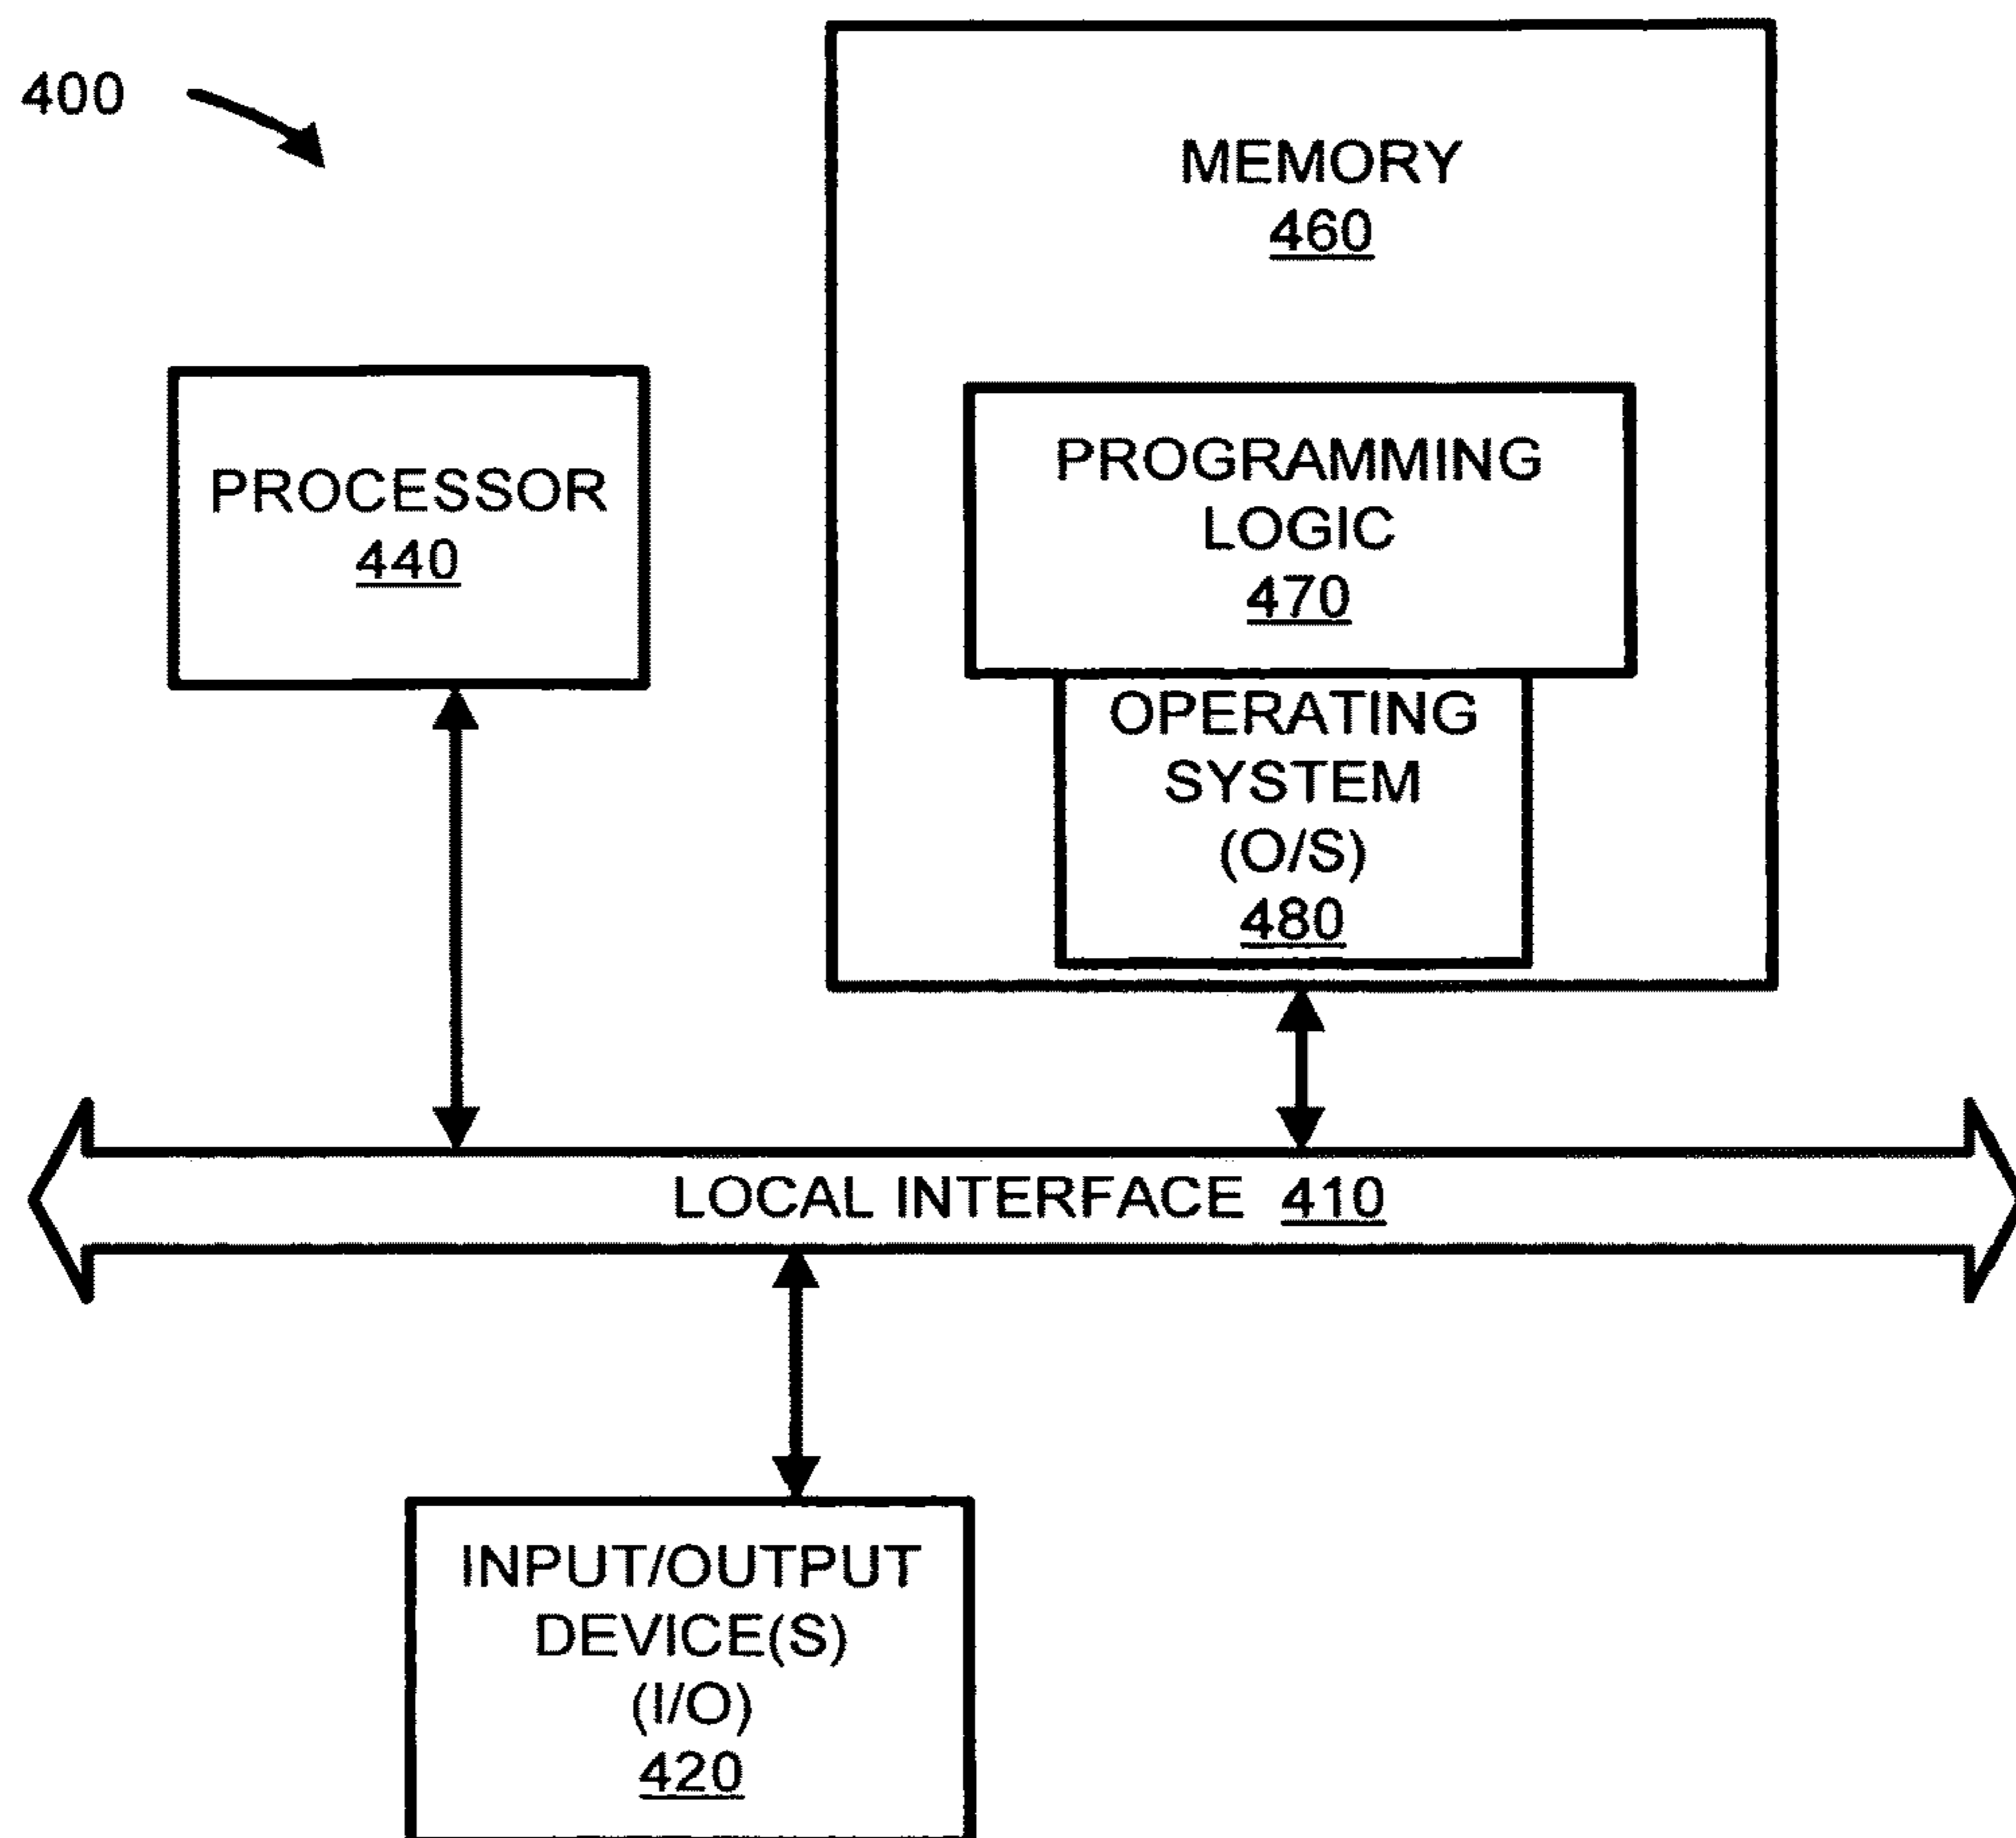 400
MEMORY
460
PROCESSOR
440
PROGRAMMING
LOGIC
470
OPERATING
SYSTEM
(O/S)
480
LOCAL INTERFACE 410
INPUT/OUTPUT
DEVICE(S)
(I/O)
420